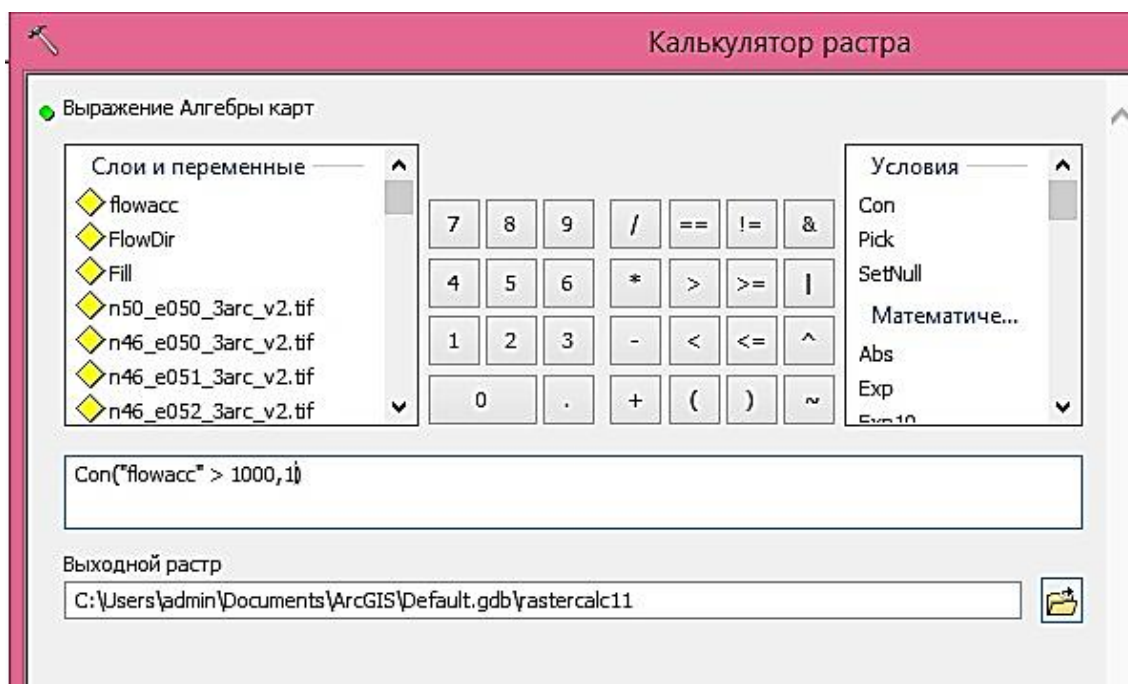 Калькулятор растра
Выражение Алгебры карт
Слои и переменные
flowacc
FlowDir
Fill
n50_e050_3arc_v2.tif
n46_e050_3arc_v2.tif
n46_e051_3arc_v2.tif
n46_e052_3arc_v2.tif
7 8 9 / == != &
4 5 6 * > >= |
1 2 3 - < <= ^
0 . + ( ) ~
Условия
Con
Pick
SetNull
Математиче...
Abs
Exp
Exp10
Con("flowacc" > 1000,1)
Выходной растр
C:\Users\admin\Documents\ArcGIS\Default.gdb\rastercalc11